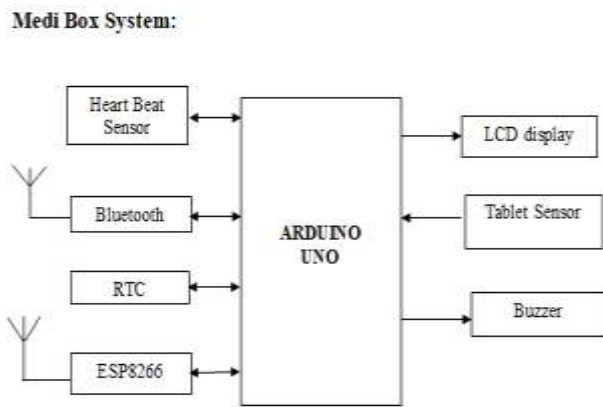 Medi Box System:
Heart Beat
Sensor
Bluetooth
RTC
ESP8266
ARDUINO
UNO
LCD display
Tablet Sensor
Buzzer